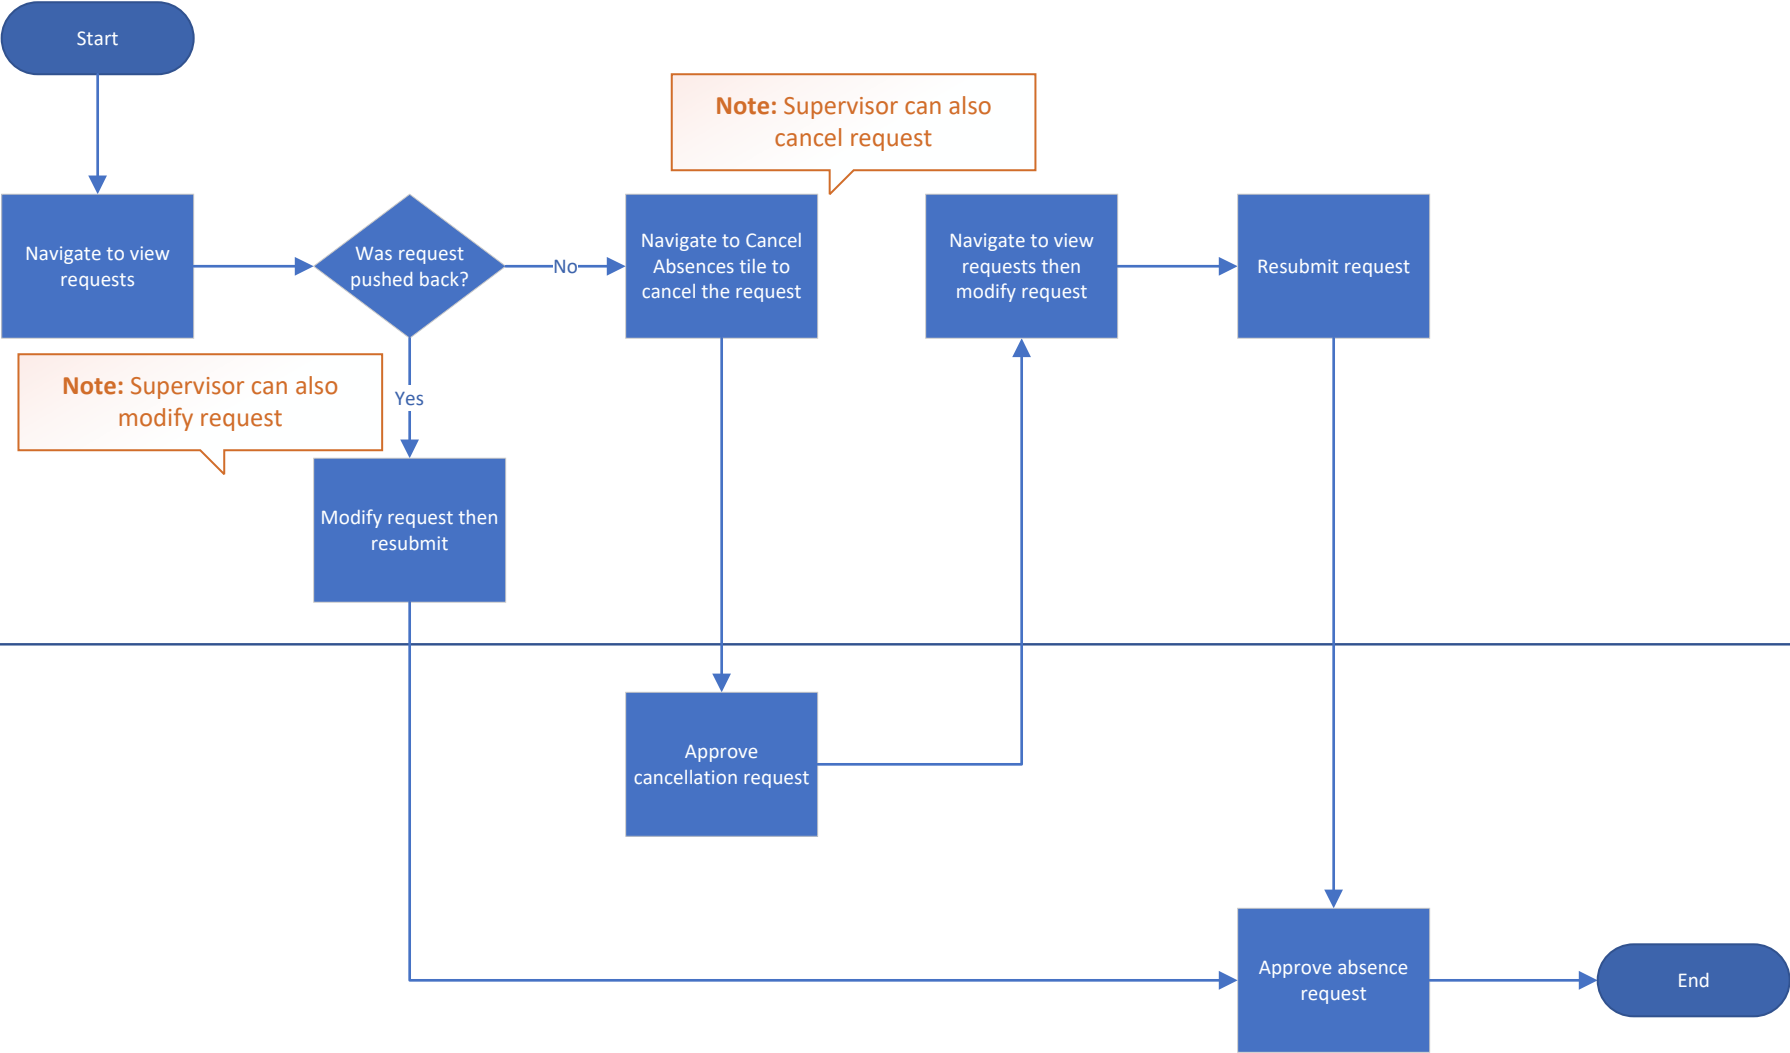 Start
Note: Supervisor can also
cancel request
Navigate to view
requests
Was request
pushed back?
No
Navigate to Cancel
Absences tile to
cancel the request
Navigate to view
requests then
modify request
Resubmit request
Note: Supervisor can also
modify request
Yes
Modify request then
resubmit
Approve
cancellation request
Approve absence
request
End